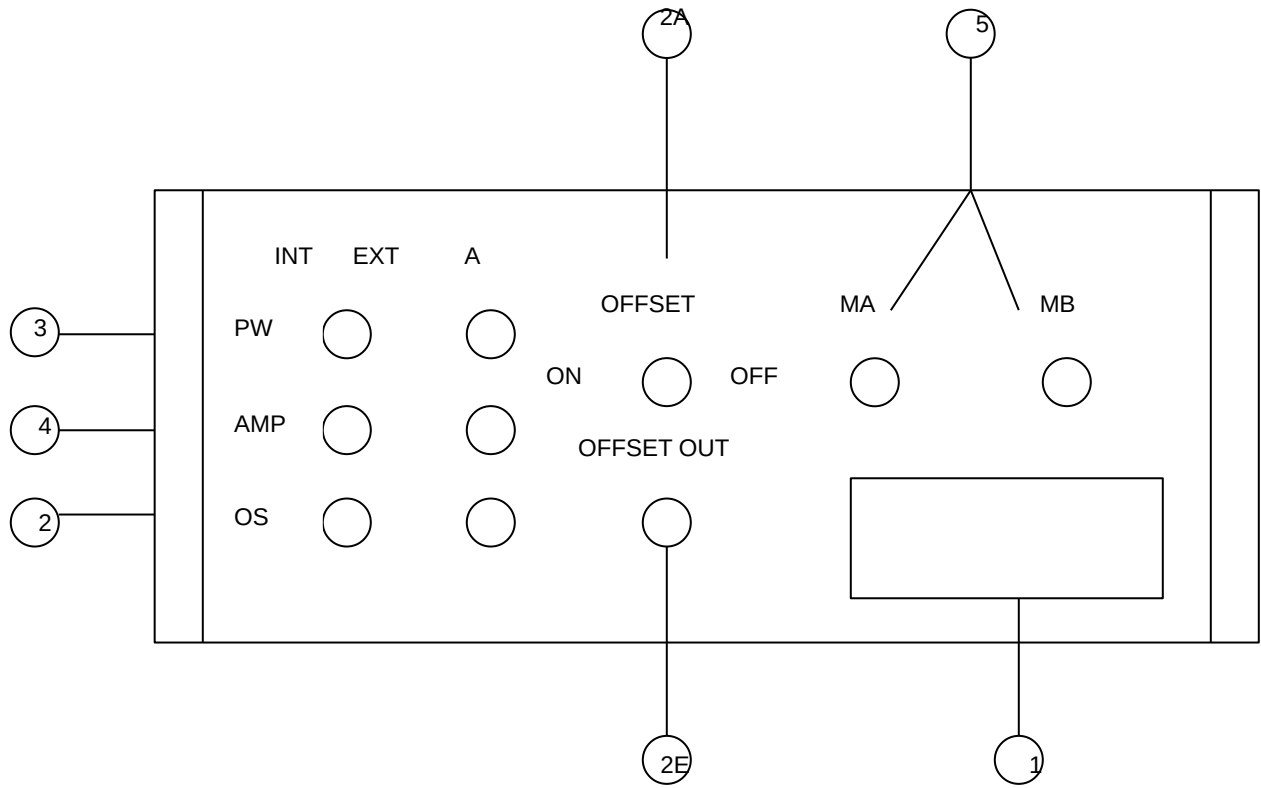 2A
5
INT EXT A
OFFSET
MA MB
3
PW
ON OFF
4
AMP
OFFSET OUT
2
OS
2E
1